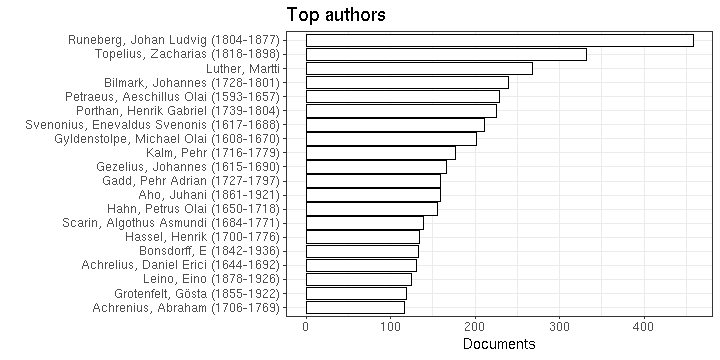 Top authors
Runeberg, Johan Ludvig (1804-1877)
Topelius, Zacharias (1818-1898)
Luther, Martti
Bilmark, Johannes (1728-1801)
Petraeus, Aeschillus Olai (1593-1657)
Porthan, Henrik Gabriel (1739-1804)
Svenonius, Enevaldus Svenonis (1617-1688)
Gyldenstolpe, Michael Olai (1608-1670)
Kalm, Pehr (1716-1779)
Gezelius, Johannes (1615-1690)
Gadd, Pehr Adrian (1727-1797)
Aho, Juhani (1861-1921)
Hahn, Petrus Olai (1650-1718)
Scarin, Algothus Asmundi (1684-1771)
Hassel, Henrik (1700-1776)
Bonsdorff, E (1842-1936)
Achrelius, Daniel Erici (1644-1692)
Leino, Eino (1878-1926)
Grotenfelt, Gösta (1855-1922)
Achrenius, Abraham (1706-1769)
0 100 200 300 400
Documents